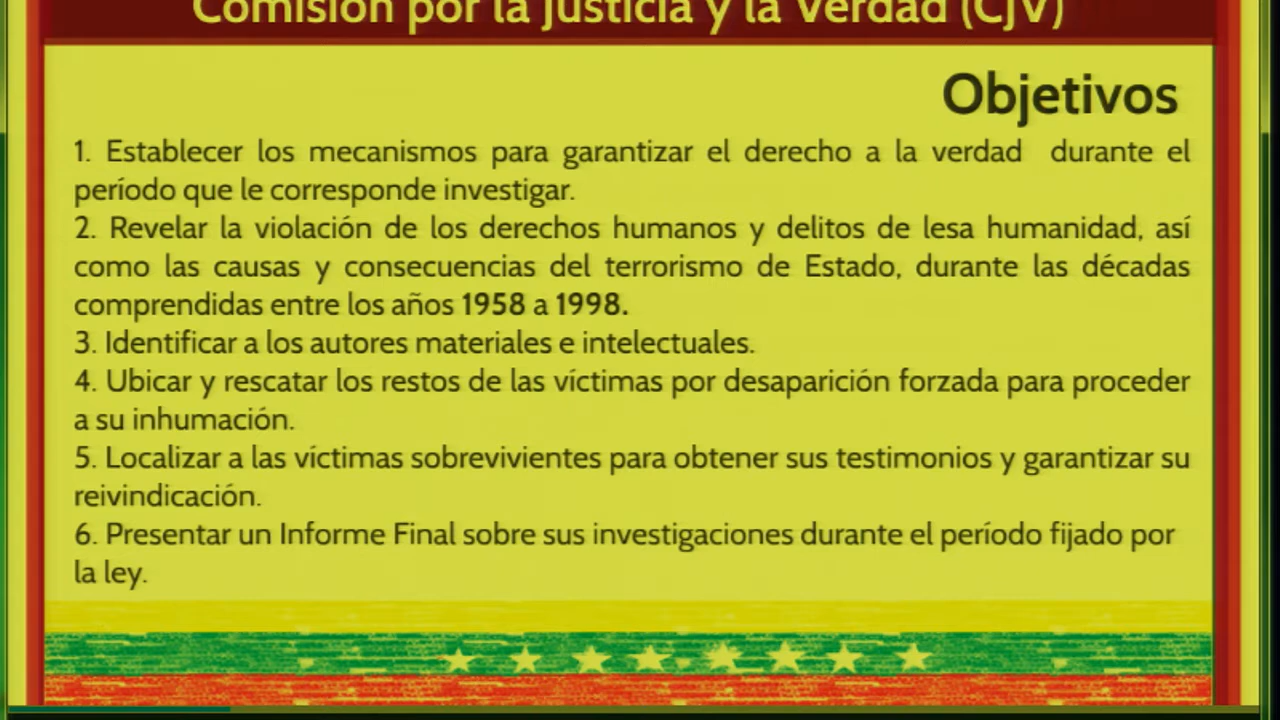 Comisión por la Justicia y la Verdad (CJV)
Objetivos
1. Establecer los mecanismos para garantizar el derecho a la verdad durante el
período que le corresponde investigar.
2. Revelar la violación de los derechos humanos y delitos de lesa humanidad, así
como las causas y consecuencias del terrorismo de Estado, durante las décadas
comprendidas entre los años 1958 a 1998.
3. Identificar a los autores materiales e intelectuales.
4. Ubicar y rescatar los restos de las víctimas por desaparición forzada para proceder
a su inhumación.
5. Localizar a las víctimas sobrevivientes para obtener sus testimonios y garantizar su
reivindicación.
6. Presentar un Informe Final sobre sus investigaciones durante el período fijado por
la ley.